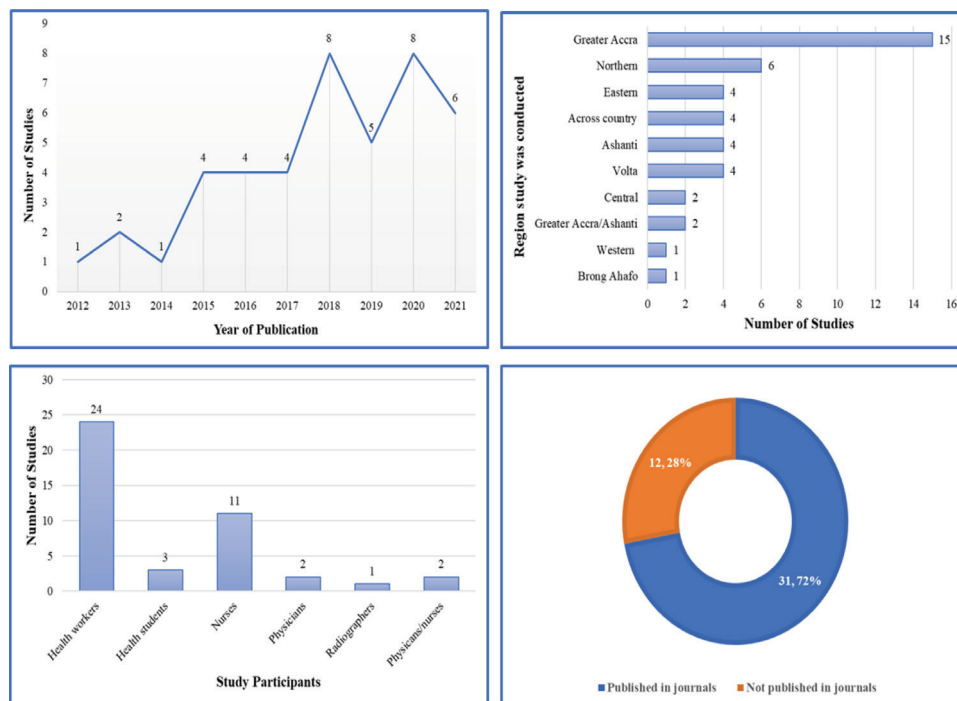 9
8
7
6
5
4
3
2
1
0
Number of Studies
1
2
1
4
4
4
8
5
8
6
2012 2013 2014 2015 2016 2017 2018 2019 2020 2021
Year of Publication
Region study was conducted
Greater Accra 15
Northern 6
Eastern 4
Across country 4
Ashanti 4
Volta 4
Central 2
Greater Accra/Ashanti 2
Western 1
Brong Ahafo 1
0 2 4 6 8 10 12 14 16
Number of Studies
30
25
20
15
10
5
0
Number of Studies
24
3
11
2
1
2
Health workers
Health students
Nurses
Physicians
Radiographers
Physicans/nurses
Study Participants
12, 28%
31, 72%
Published in journals Not published in journals